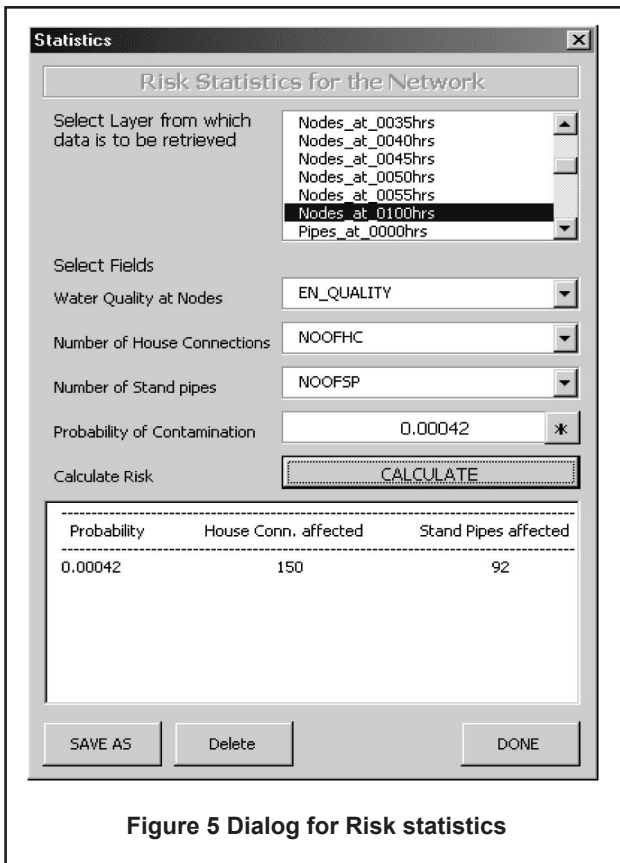 Statistics
Risk Statistics for the Network
Select Layer from which
data is to be retrieved
Nodes_at_0035hrs
Nodes_at_0040hrs
Nodes_at_0045hrs
Nodes_at_0050hrs
Nodes_at_0055hrs
Nodes_at_0100hrs
Pipes_at_0000hrs
Select Fields
Water Quality at Nodes EN_QUALITY
Number of House Connections NOOFHC
Number of Stand pipes NOOFSP
Probability of Contamination 0.00042 *
Calculate Risk CALCULATE
Probability House Conn. affected Stand Pipes affected
0.00042 150 92
SAVE AS Delete DONE
Figure 5 Dialog for Risk statistics